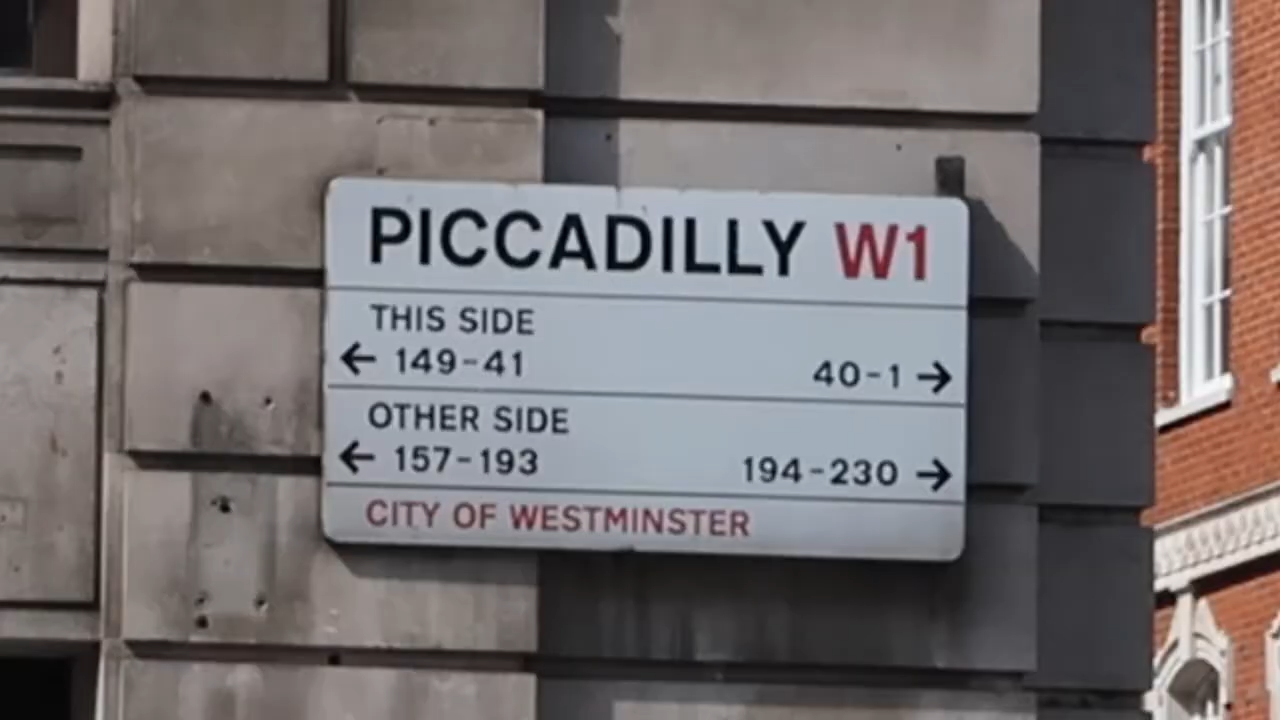 PICCADILLY W1
THIS SIDE
← 149-41 40-1 →
OTHER SIDE
← 157-193 194-230 →
CITY OF WESTMINSTER